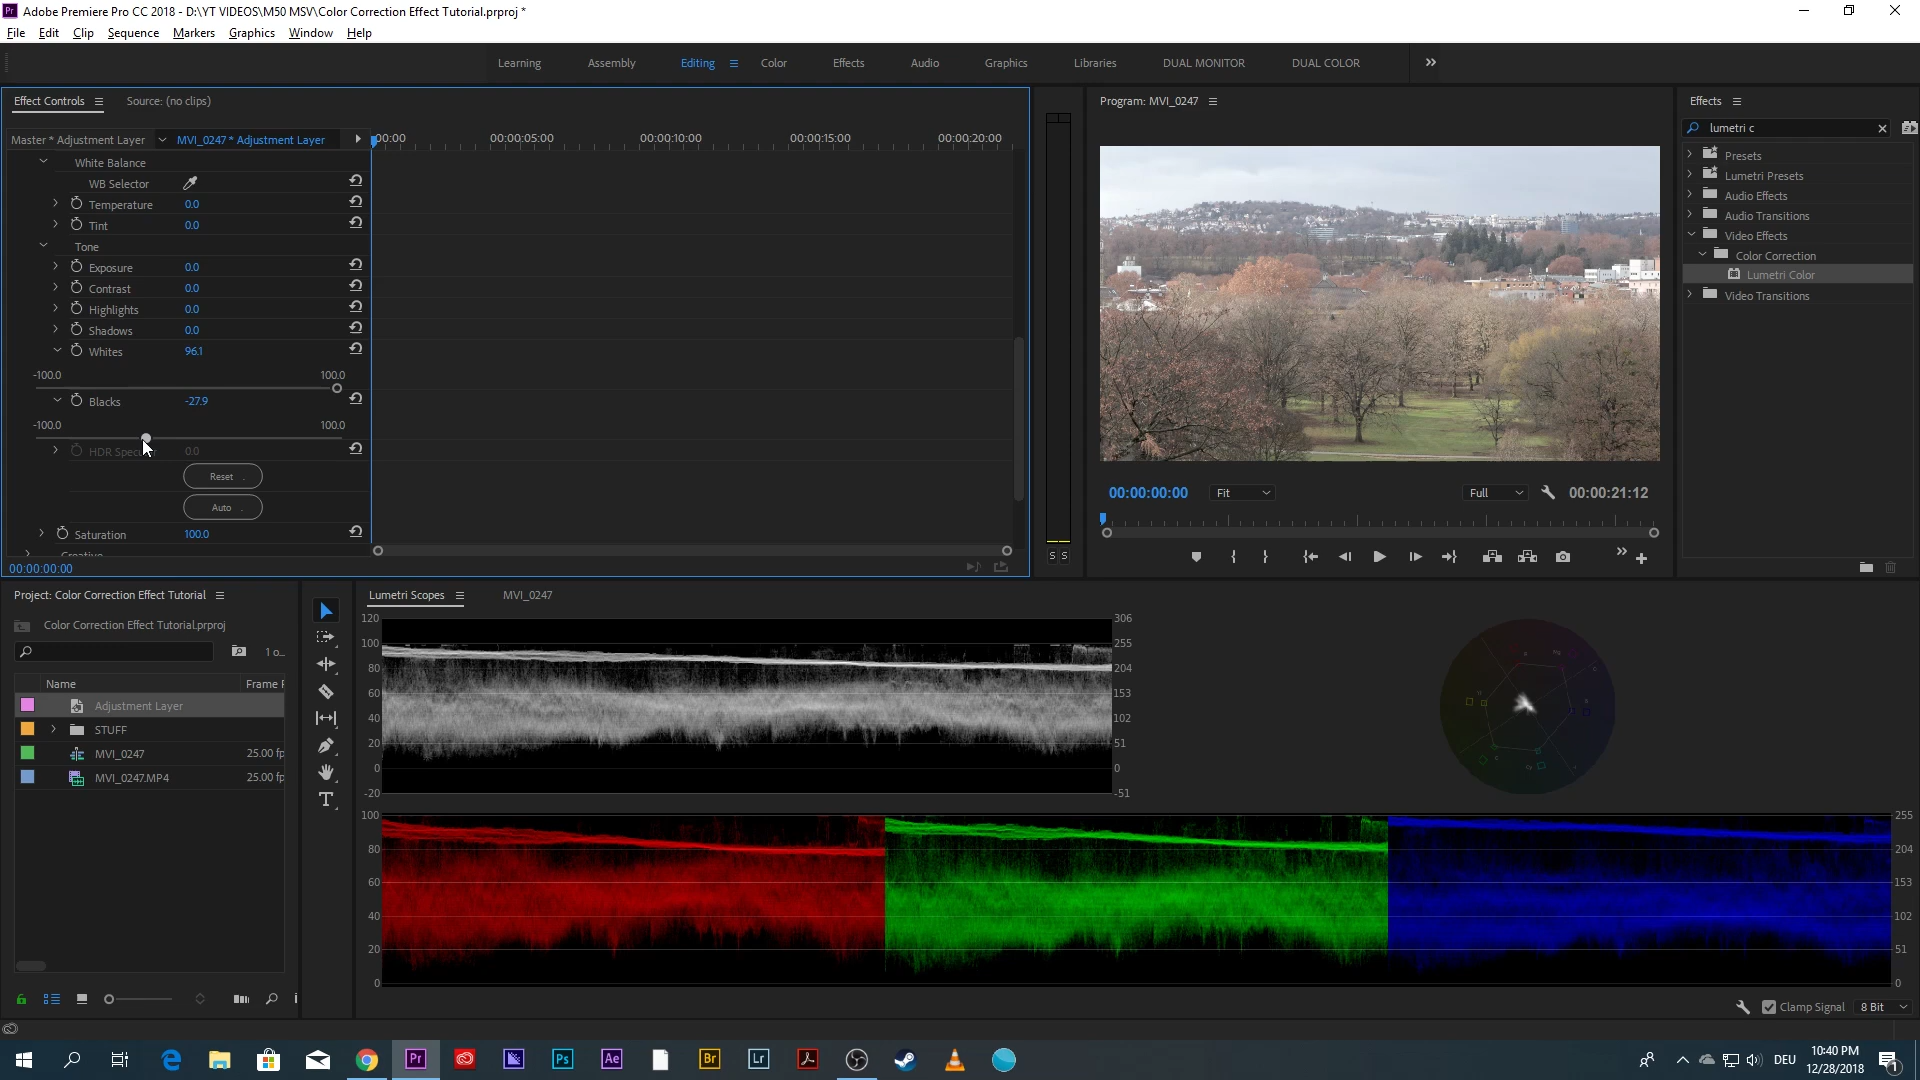 Adobe Premiere Pro CC 2018 - D:\YT VIDEOS\M50 MSV\Color Correction Effect Tutorial.prproj *
File Edit Clip Sequence Markers Graphics Window Help
Learning Assembly Editing Color Effects Audio Graphics Libraries DUAL MONITOR DUAL COLOR
Effect Controls Source: (no clips)
Master * Adjustment Layer MVI_0247 * Adjustment Layer
00:00 00:00:05:00 00:00:10:00 00:00:15:00 00:00:20:00
White Balance
WB Selector
Temperature 0.0
Tint 0.0
Tone
Exposure 0.0
Contrast 0.0
Highlights 0.0
Shadows 0.0
Whites 96.1
-100.0 100.0
Blacks -27.9
-100.0 100.0
HDR Spec 0.0
Reset
Auto
Saturation 100.0
Creative
00:00:00:00
S S
Program: MVI_0247
00:00:00:00 Fit Full 00:00:21:12
Effects
lumetri c
Presets
Lumetri Presets
Audio Effects
Audio Transitions
Video Effects
Color Correction
Lumetri Color
Video Transitions
Project: Color Correction Effect Tutorial
Color Correction Effect Tutorial.prproj
1 o...
Name Frame F
Adjustment Layer
STUFF
MVI_0247 25.00 fp
MVI_0247.MP4 25.00 fp
Lumetri Scopes MVI_0247
120 306
100 255
80 204
60 153
40 102
20 51
0 0
-20 -51
100 255
80 204
60 153
40 102
20 51
0 0
Clamp Signal 8 Bit
Pr Ps Ae Br Lr
DEU
10:40 PM
12/28/2018
1